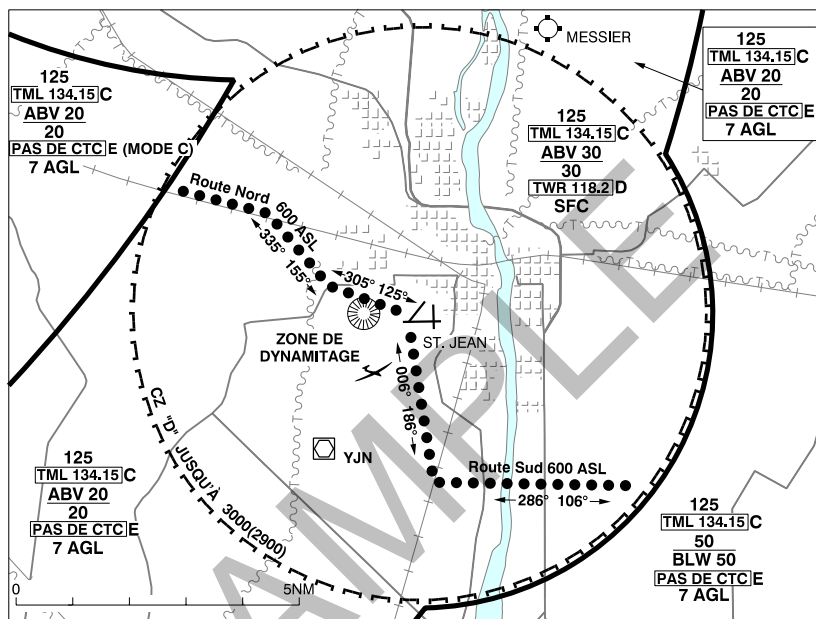 MESSIER
125
TML 134.15 C
ABV 20
20
PAS DE CTC E
7 AGL
125
TML 134.15 C
ABV 20
20
PAS DE CTC E (MODE C)
7 AGL
125
TML 134.15 C
ABV 30
30
TWR 118.2 D
SFC
Route Nord 600 ASL
335° 155°
305° 125°
ZONE DE
DYNAMITAGE
ST. JEAN
006° 186°
YJN
Route Sud 600 ASL
286° 106°
CZ "D" JUSQU'À 3000(2900)
125
TML 134.15 C
ABV 20
20
PAS DE CTC E
7 AGL
125
TML 134.15 C
50
BLW 50
PAS DE CTC E
7 AGL
0 5NM
SAMPLE